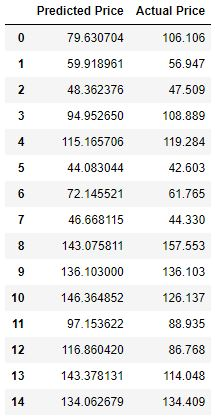 Predicted Price Actual Price
0 79.630704 106.106
1 59.918961 56.947
2 48.362376 47.509
3 94.952650 108.889
4 115.165706 119.284
5 44.083044 42.603
6 72.145521 61.765
7 46.668115 44.330
8 143.075811 157.553
9 136.103000 136.103
10 146.364852 126.137
11 97.153622 88.935
12 116.860420 86.768
13 143.378131 114.048
14 134.062679 134.409